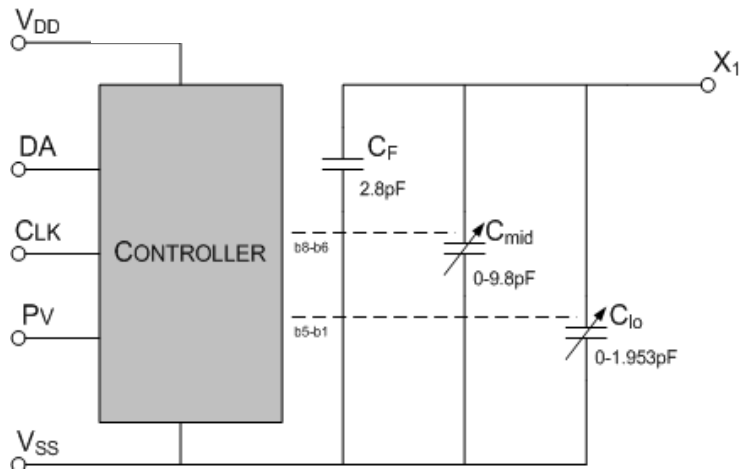 VDD
X1
DA
CF
2.8pF
CLK
Cmid
CONTROLLER
b8-b6
0-9.8pF
PV
Clo
b5-b1
0-1.953pF
VSS